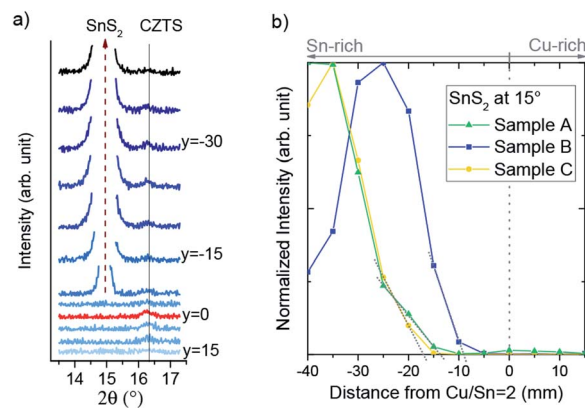 a)
SnS2 CZTS
y=-30
y=-15
y=0
y=15
Intensity (arb. unit)
14 15 16 17
2θ (°)
b)
Sn-rich Cu-rich
SnS2 at 15°
Sample A
Sample B
Sample C
Normalized Intensity (arb. unit)
-40 -30 -20 -10 0 10
Distance from Cu/Sn=2 (mm)